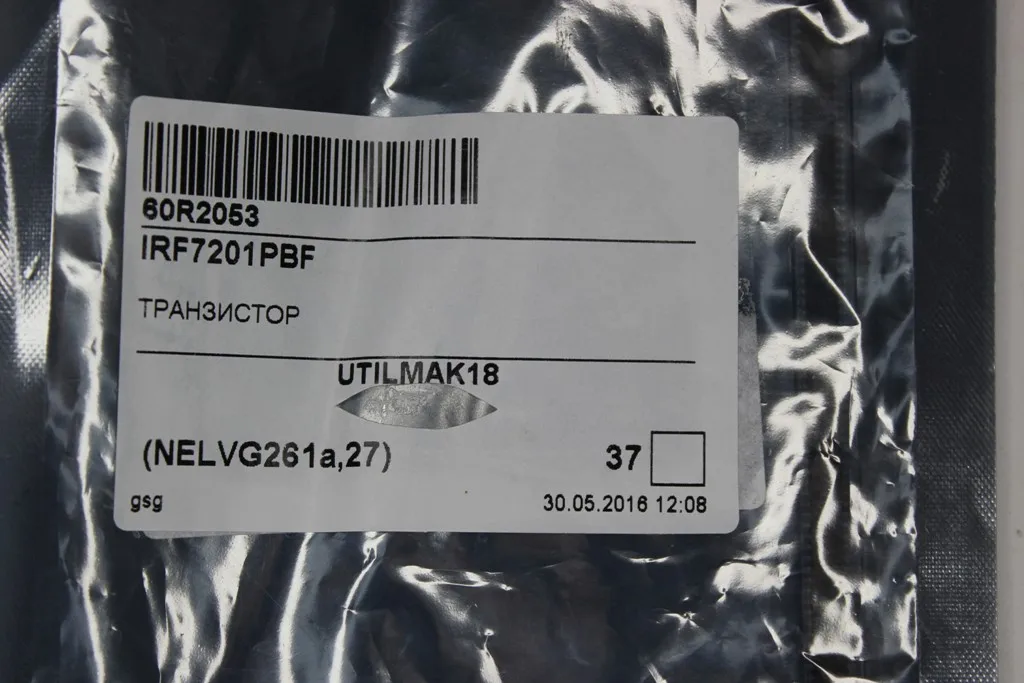 60R2053
IRF7201PBF
ТРАНЗИСТОР
UTILMAK18
(NELVG261a,27)
37
gsg
30.05.2016 12:08